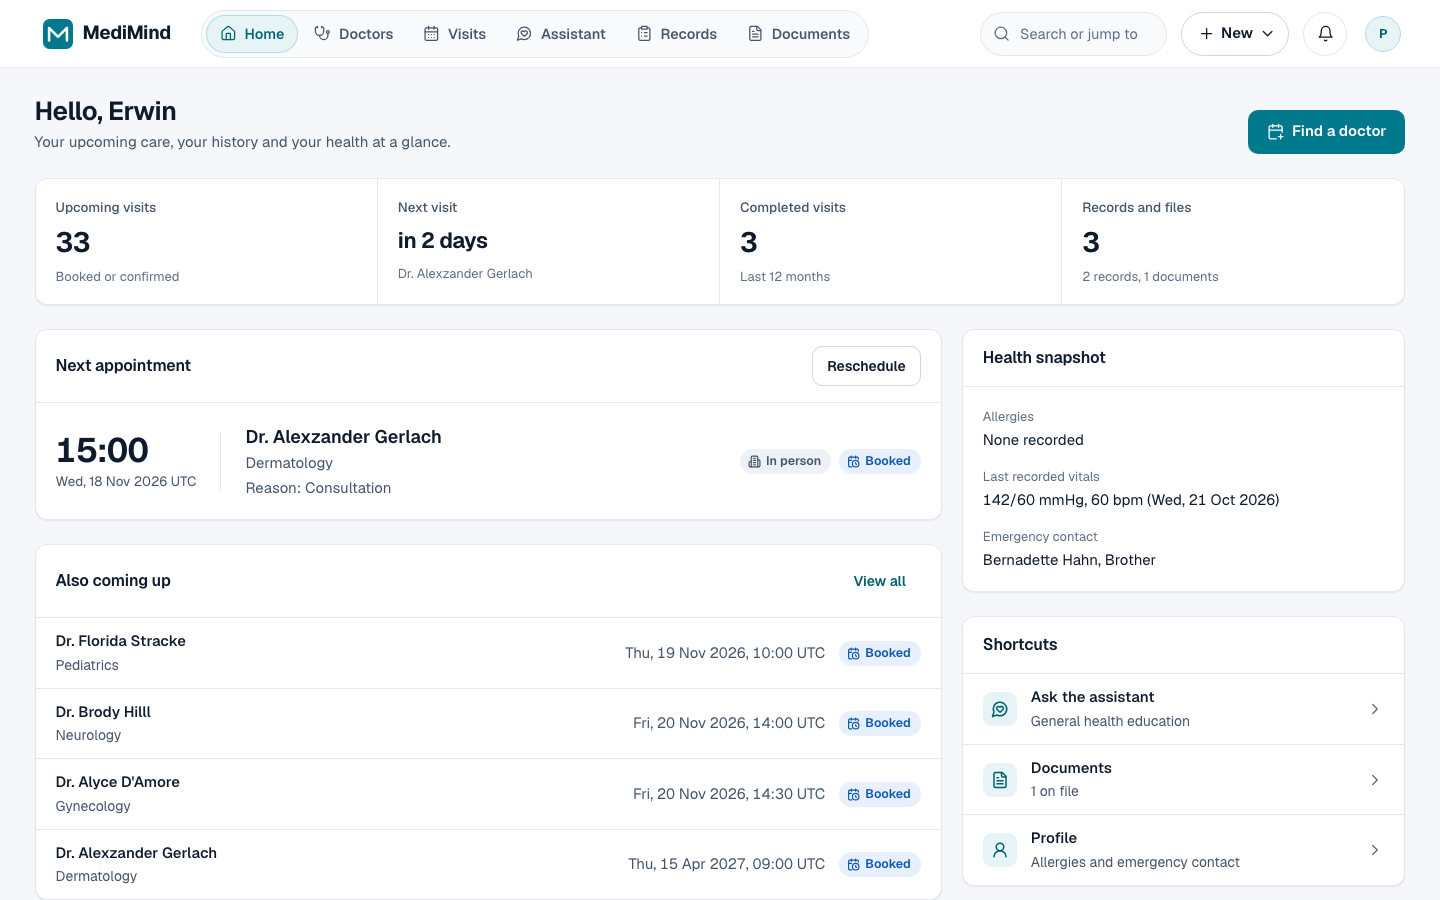 MediMind
Home
Doctors
Visits
Assistant
Records
Documents
Search or jump to
New
P
Hello, Erwin
Your upcoming care, your history and your health at a glance.
Find a doctor
Upcoming visits
33
Booked or confirmed
Next visit
in 2 days
Dr. Alexzander Gerlach
Completed visits
3
Last 12 months
Records and files
3
2 records, 1 documents
Next appointment
Reschedule
15:00
Wed, 18 Nov 2026 UTC
Dr. Alexzander Gerlach
Dermatology
Reason: Consultation
In person
Booked
Also coming up
View all
Dr. Florida Stracke
Pediatrics
Thu, 19 Nov 2026, 10:00 UTC
Booked
Dr. Brody Hilll
Neurology
Fri, 20 Nov 2026, 14:00 UTC
Booked
Dr. Alyce D'Amore
Gynecology
Fri, 20 Nov 2026, 14:30 UTC
Booked
Dr. Alexzander Gerlach
Dermatology
Thu, 15 Apr 2027, 09:00 UTC
Booked
Health snapshot
Allergies
None recorded
Last recorded vitals
142/60 mmHg, 60 bpm (Wed, 21 Oct 2026)
Emergency contact
Bernadette Hahn, Brother
Shortcuts
Ask the assistant
General health education
Documents
1 on file
Profile
Allergies and emergency contact